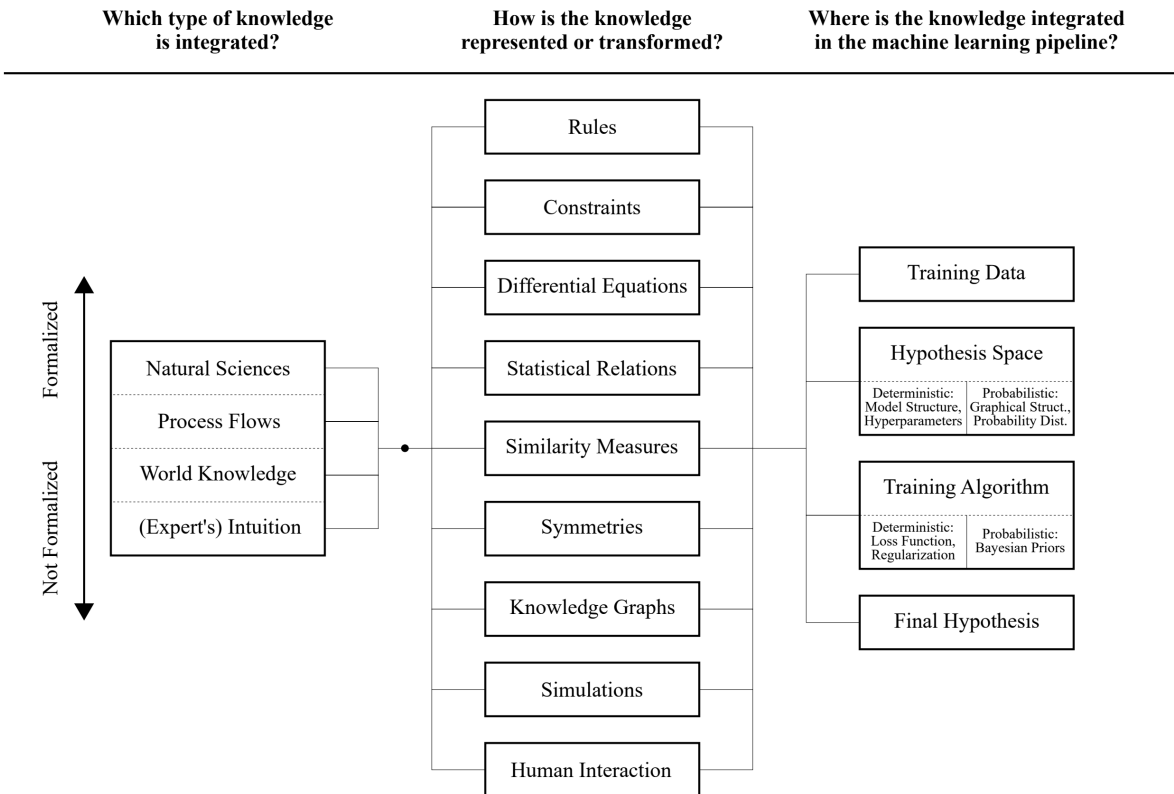 Which type of knowledge
is integrated?
How is the knowledge
represented or transformed?
Where is the knowledge integrated
in the machine learning pipeline?
Formalized
Not Formalized
Natural Sciences
Process Flows
World Knowledge
(Expert's) Intuition
Rules
Constraints
Differential Equations
Statistical Relations
Similarity Measures
Symmetries
Knowledge Graphs
Simulations
Human Interaction
Training Data
Hypothesis Space
Deterministic:
Model Structure,
Hyperparameters
Probabilistic:
Graphical Struct.,
Probability Dist.
Training Algorithm
Deterministic:
Loss Function,
Regularization
Probabilistic:
Bayesian Priors
Final Hypothesis